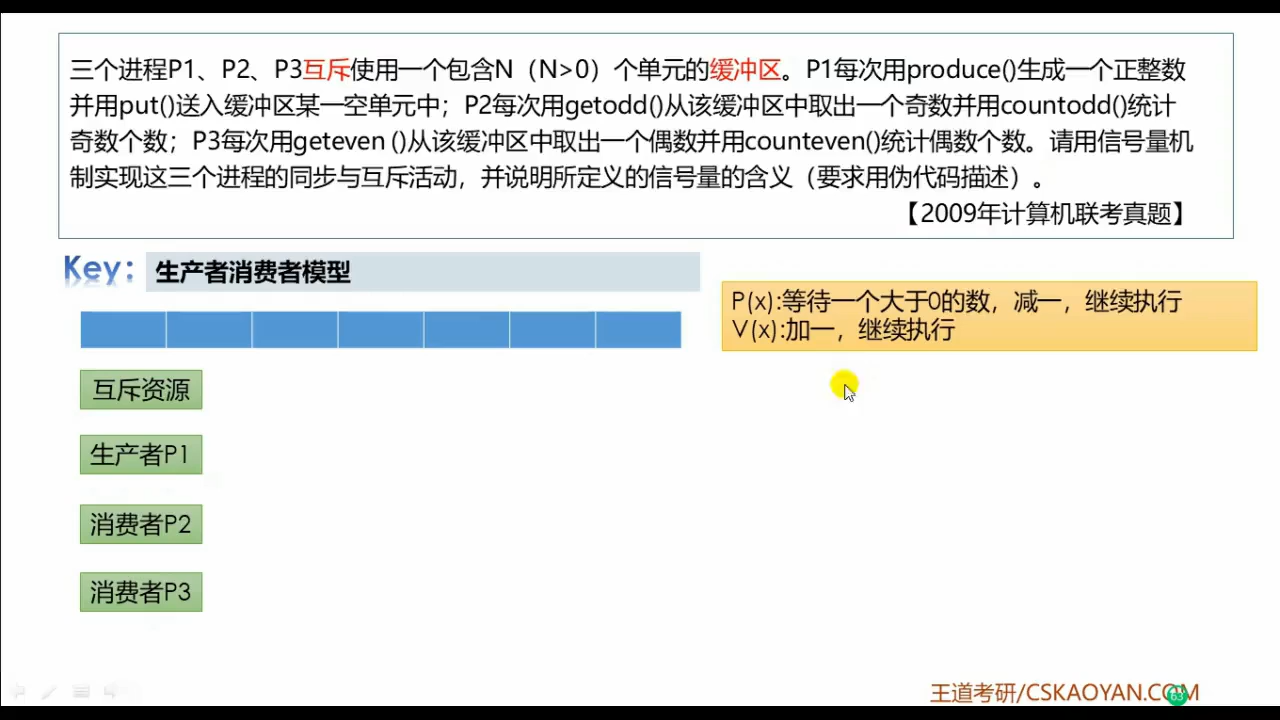 三个进程P1、P2、P3互斥使用一个包含N（N>0）个单元的缓冲区。P1每次用produce()生成一个正整数
并用put()送入缓冲区某一空单元中；P2每次用getodd()从该缓冲区中取出一个奇数并用countodd()统计
奇数个数；P3每次用geteven ()从该缓冲区中取出一个偶数并用counteven()统计偶数个数。请用信号量机
制实现这三个进程的同步与互斥活动，并说明所定义的信号量的含义（要求用伪代码描述）。
【2009年计算机联考真题】
Key: 生产者消费者模型
P(x):等待一个大于0的数，减一，继续执行
V(x):加一，继续执行
互斥资源
生产者P1
消费者P2
消费者P3
王道考研/CSKAOYAN.COM
63